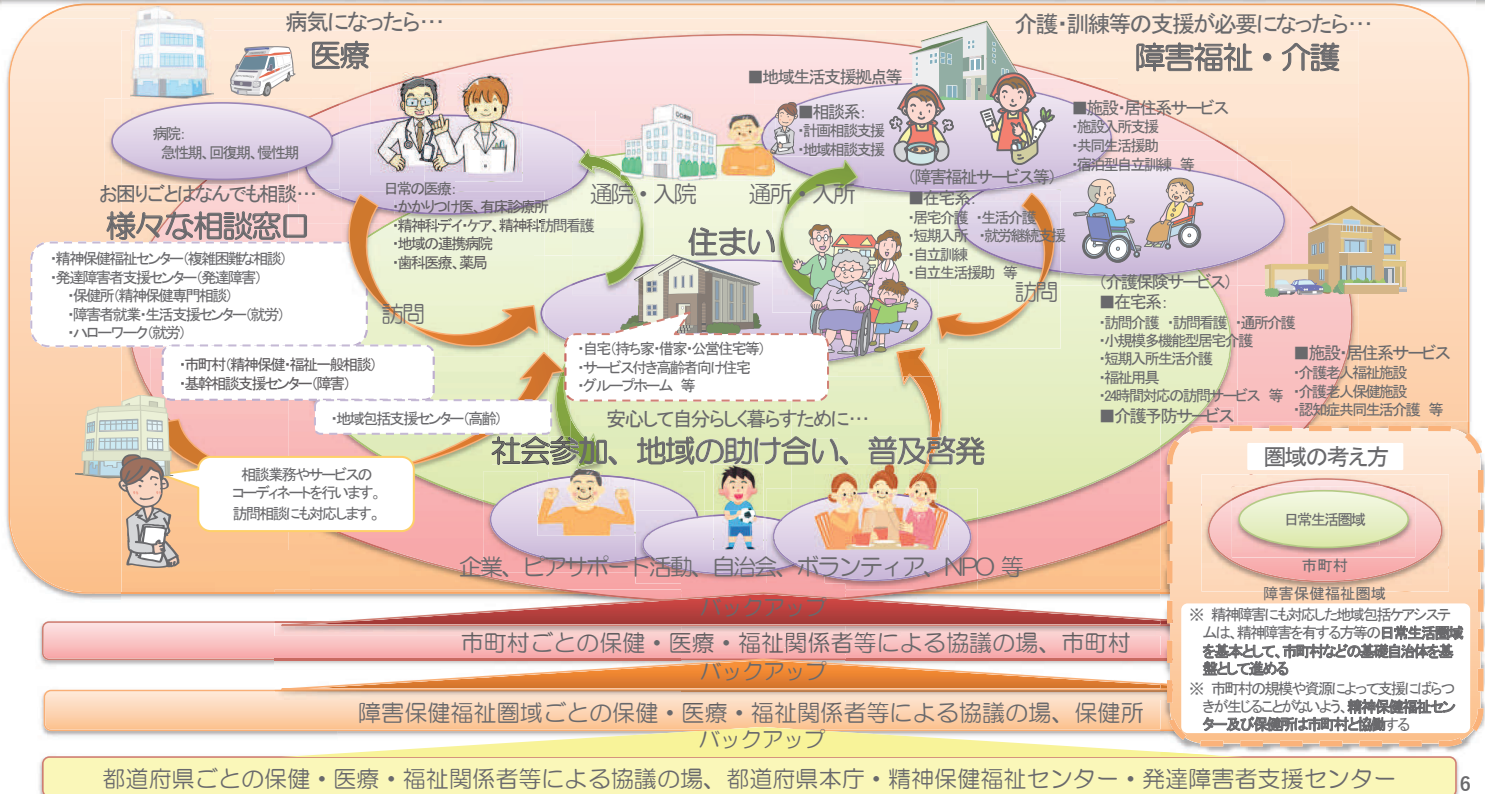 病気になったら…
医療
病院:
急性期、回復期、慢性期
日常の医療:
・かかりつけ医、有床診療所
・精神科デイ・ケア、精神科訪問看護
・地域の連携病院
・歯科医療、薬局
お困りごとはなんでも相談…
様々な相談窓口
・精神保健福祉センター(複雑困難な相談)
・発達障害者支援センター(発達障害)
・保健所(精神保健専門相談)
・障害者就業・生活支援センター(就労)
・ハローワーク(就労)
・市町村(精神保健・福祉一般相談)
・基幹相談支援センター(障害)
・地域包括支援センター(高齢)
相談業務やサービスの
コーディネートを行います。
訪問相談にも対応します。
訪問
通院・入院
通所・入所
住まい
・自宅(持ち家・借家・公営住宅等)
・サービス付き高齢者向け住宅
・グループホーム 等
介護・訓練等の支援が必要になったら…
障害福祉・介護
■地域生活支援拠点等
■相談系:
・計画相談支援
・地域相談支援
■施設・居住系サービス
・施設入所支援
・共同生活援助
・宿泊型自立訓練 等
(障害福祉サービス等)
■在宅系:
・居宅介護 ・生活介護
・短期入所 ・就労継続支援
・自立訓練
・自立生活援助 等
訪問
(介護保険サービス)
■在宅系:
・訪問介護 ・訪問看護 ・通所介護
・小規模多機能型居宅介護
・短期入所生活介護
・福祉用具
・24時間対応の訪問サービス 等
■介護予防サービス
■施設・居住系サービス
・介護老人福祉施設
・介護老人保健施設
・認知症共同生活介護 等
安心して自分らしく暮らすために…
社会参加、地域の助け合い、普及啓発
企業、ピアサポート活動、自治会、ボランティア、NPO 等
圏域の考え方
日常生活圏域
市町村
障害保健福祉圏域
※ 精神障害にも対応した地域包括ケアシステ
ムは、精神障害を有する方等の日常生活圏域
を基本として、市町村などの基礎自治体を基
盤として進める
※ 市町村の規模や資源によって支援にばらつ
きが生じることがないよう、精神保健福祉セン
ター及び保健所は市町村と協働する
バックアップ
市町村ごとの保健・医療・福祉関係者等による協議の場、市町村
バックアップ
障害保健福祉圏域ごとの保健・医療・福祉関係者等による協議の場、保健所
バックアップ
都道府県ごとの保健・医療・福祉関係者等による協議の場、都道府県本庁・精神保健福祉センター・発達障害者支援センター
6